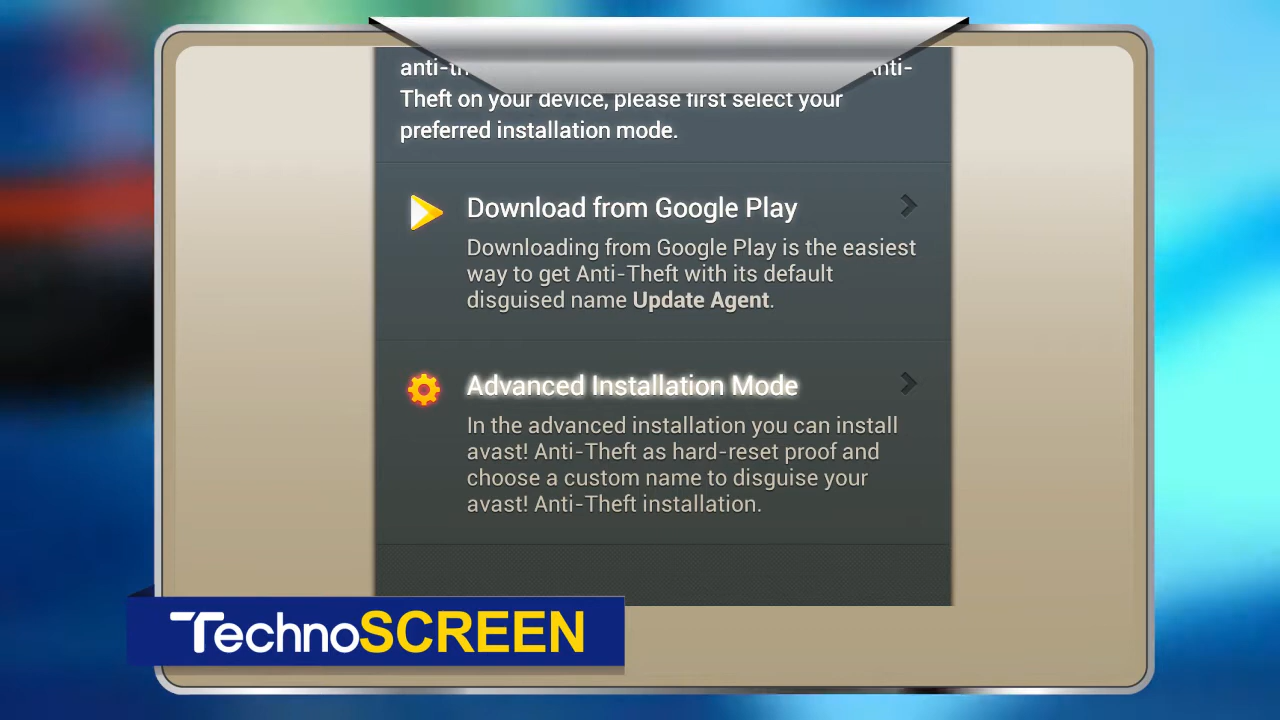 Theft on your device, please first select your
preferred installation mode.
Download from Google Play
Downloading from Google Play is the easiest
way to get Anti-Theft with its default
disguised name Update Agent.
Advanced Installation Mode
In the advanced installation you can install
avast! Anti-Theft as hard-reset proof and
choose a custom name to disguise your
avast! Anti-Theft installation.
TechnoSCREEN